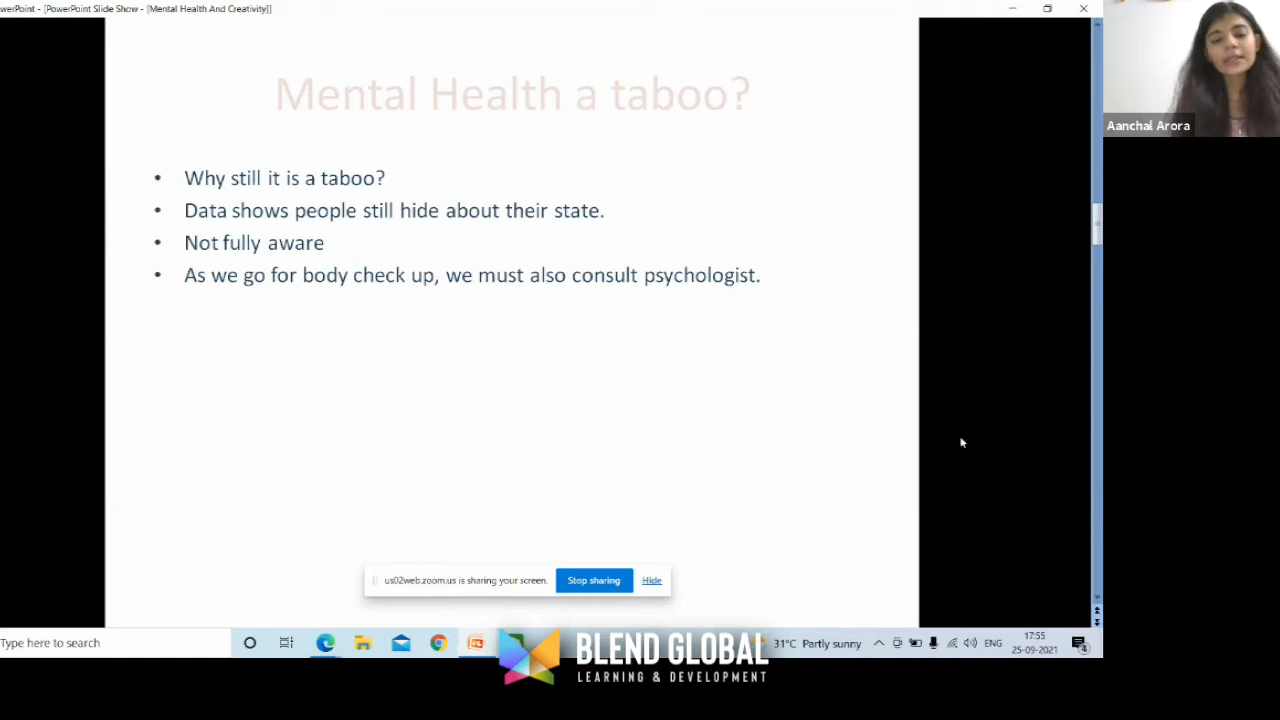 werPoint - [PowerPoint Slide Show - [Mental Health And Creativity]]
Aanchal Arora
Mental Health a taboo?
• Why still it is a taboo?
• Data shows people still hide about their state.
• Not fully aware
• As we go for body check up, we must also consult psychologist.
us02web.zoom.us is sharing your screen. Stop sharing Hide
Type here to search
31°C Partly sunny
ENG
17:55
25-09-2021
4
BLEND GLOBAL
LEARNING & DEVELOPMENT